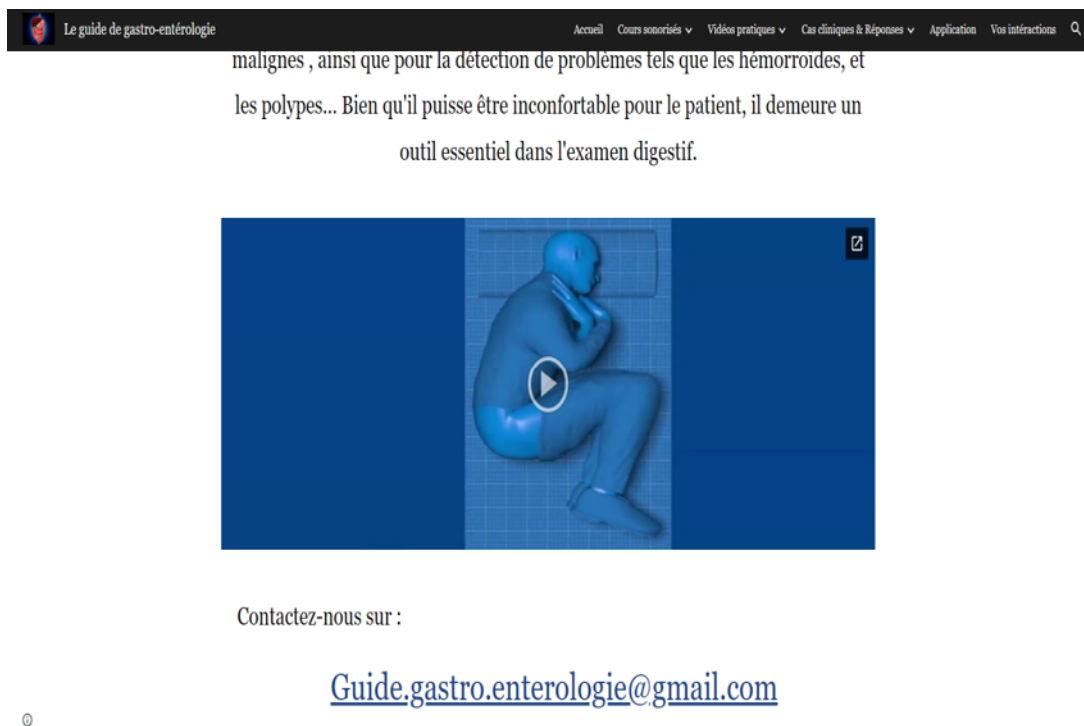 Le guide de gastro-entérologie
Accueil Cours sonorisés Vidéos pratiques Cas cliniques & Réponses Application Vos intéractions
malignes , ainsi que pour la détection de problèmes tels que les hémorroïdes, et
les polypes... Bien qu'il puisse être inconfortable pour le patient, il demeure un
outil essentiel dans l'examen digestif.
Contactez-nous sur :
Guide.gastro.enterologie@gmail.com